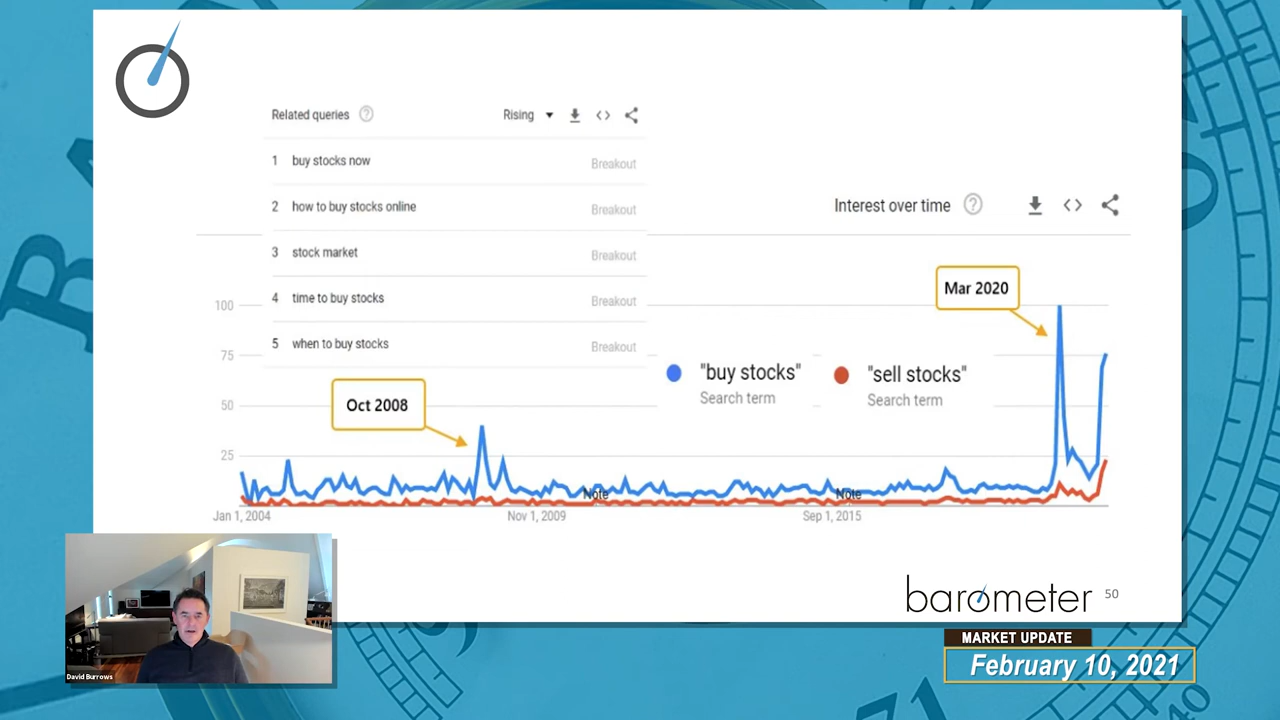 Related queries
Rising
1 buy stocks now Breakout
2 how to buy stocks online Breakout
3 stock market Breakout
4 time to buy stocks Breakout
5 when to buy stocks Breakout
Interest over time
Mar 2020
100
75
50
25
"buy stocks"
Search term
"sell stocks"
Search term
Oct 2008
Note
Note
Jan 1, 2004
Nov 1, 2009
Sep 1, 2015
barometer
50
MARKET UPDATE
February 10, 2021
David Burrows